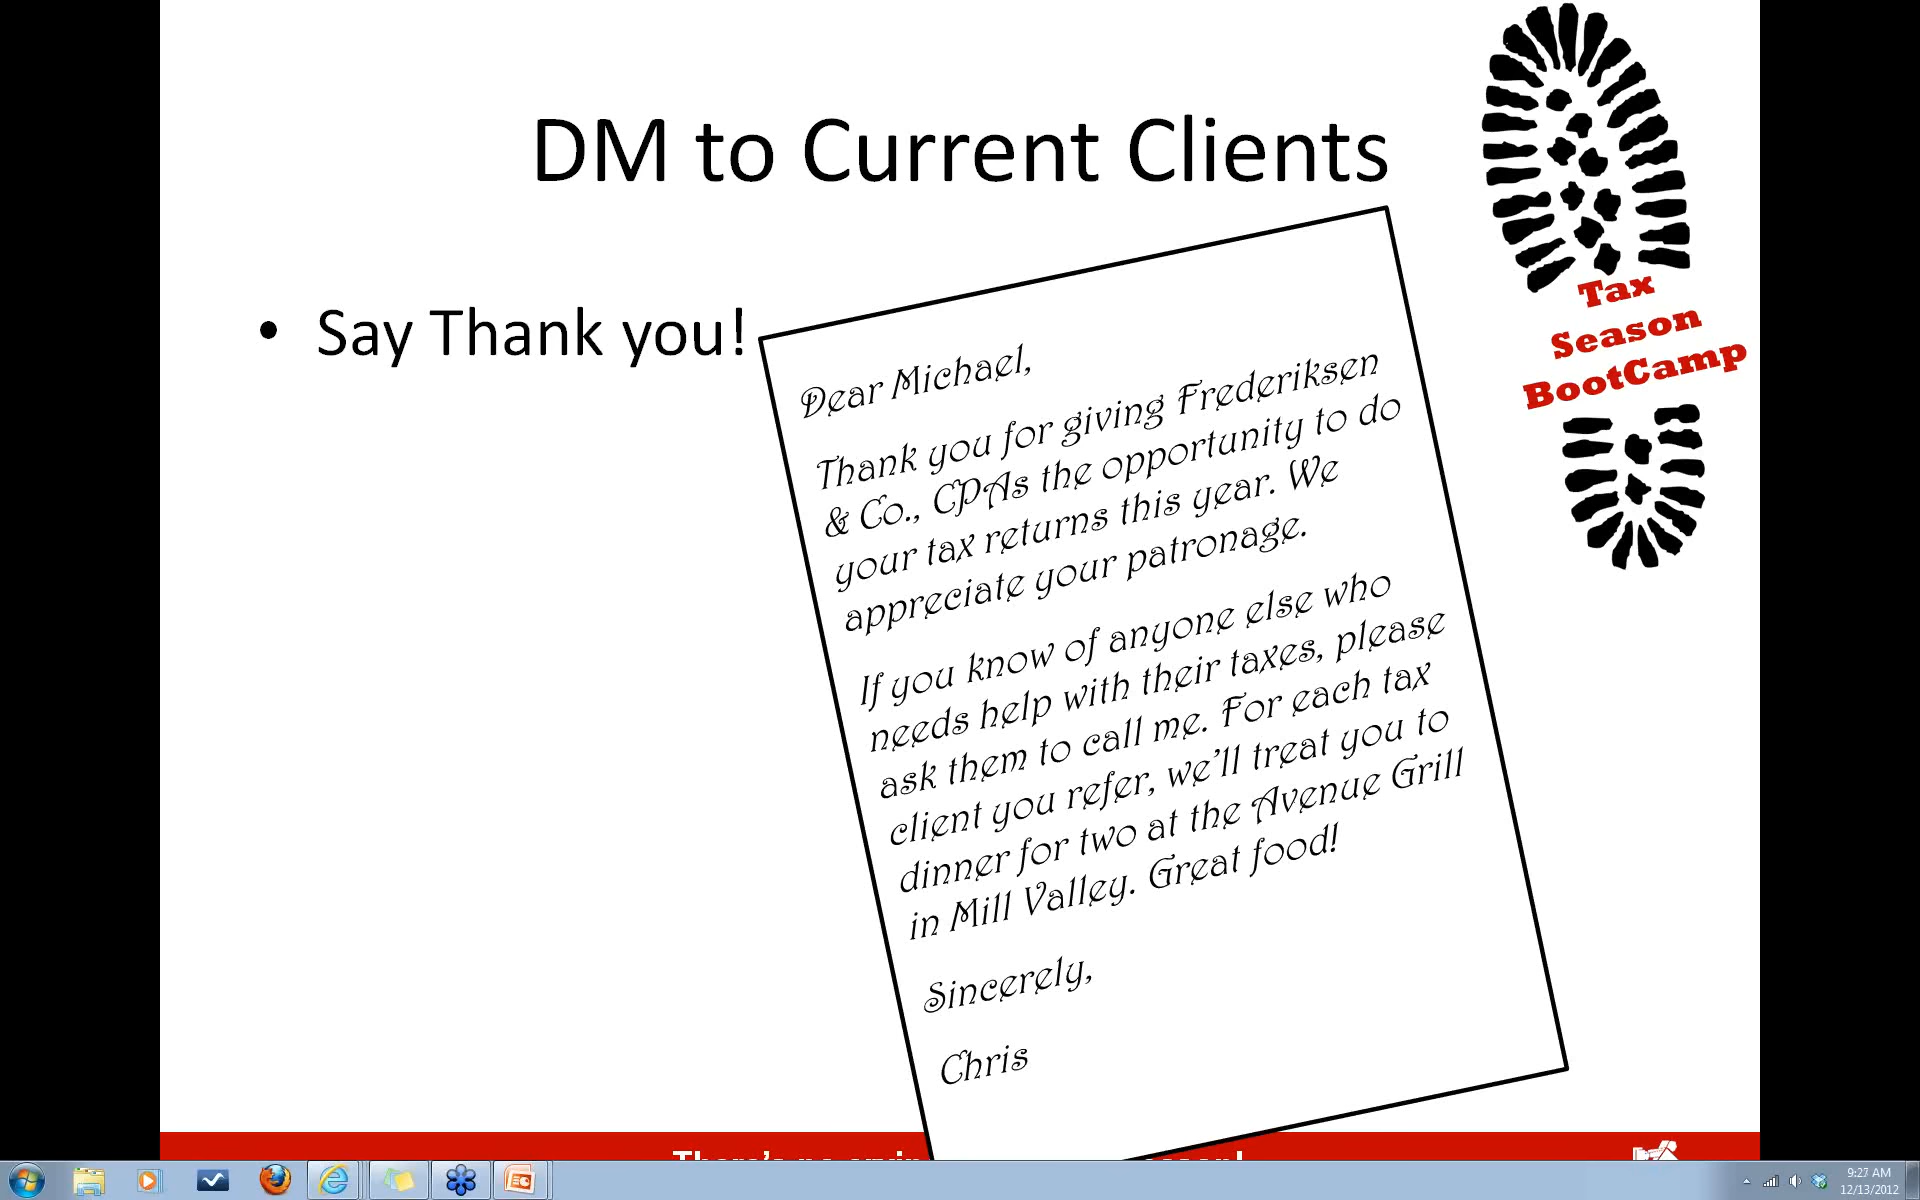 DM to Current Clients
• Say Thank you!
Tax
Season
BootCamp
Dear Michael,
Thank you for giving Frederiksen
& Co., CPAs the opportunity to do
your tax returns this year. We
appreciate your patronage.
If you know of anyone else who
needs help with their taxes, please
ask them to call me. For each tax
client you refer, we'll treat you to
dinner for two at the Avenue Grill
in Mill Valley. Great food!
Sincerely,
Chris
There's no
9:27 AM
12/13/2012